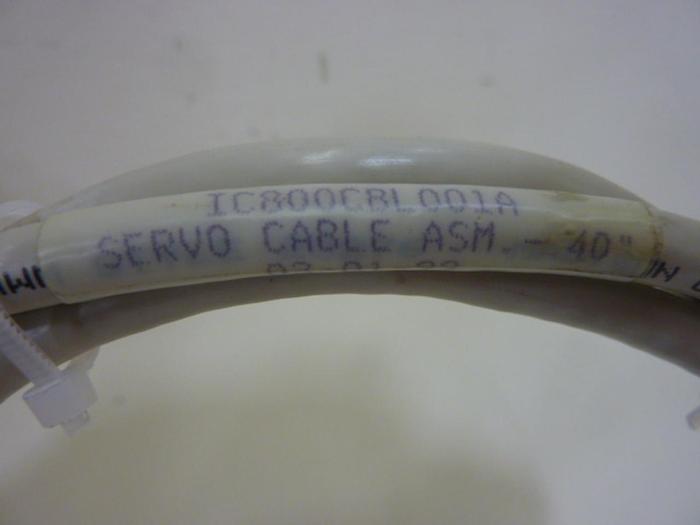 IC800CBL001A
SERVO CABLE ASM. - 40"